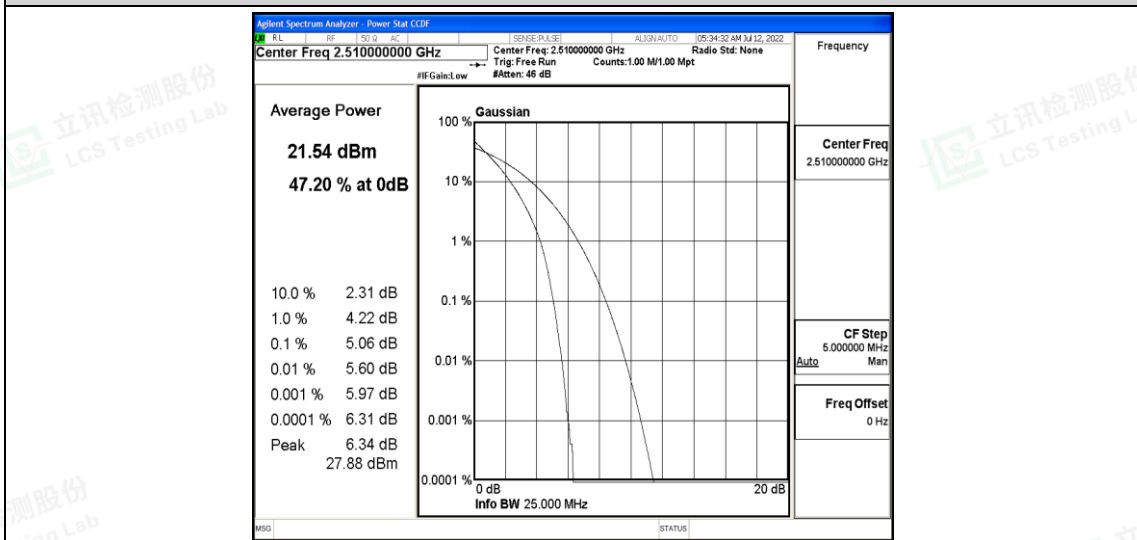 Agilent Spectrum Analyzer - Power Stat CCDF
RL RF 50 Ω AC SENSE:PULSE ALIGNAUTO 05:34:32 AM Jul 12, 2022
Center Freq 2.510000000 GHz
Center Freq: 2.510000000 GHz Radio Std: None
Trig: Free Run Counts:1.00 M/1.00 Mpt
#IFGain:Low #Atten: 46 dB
Frequency
Average Power
21.54 dBm
47.20 % at 0dB
10.0 % 2.31 dB
1.0 % 4.22 dB
0.1 % 5.06 dB
0.01 % 5.60 dB
0.001 % 5.97 dB
0.0001 % 6.31 dB
Peak 6.34 dB
27.88 dBm
Gaussian
100 %
10 %
1 %
0.1 %
0.01 %
0.001 %
0.0001 %
0 dB 20 dB
Info BW 25.000 MHz
Center Freq
2.510000000 GHz
CF Step
5.000000 MHz
Auto Man
Freq Offset
0 Hz
MSG STATUS
立讯检测股份
LCS Testing Lab
立讯检测股份
LCS Testing L
测股份
ing Lab
立